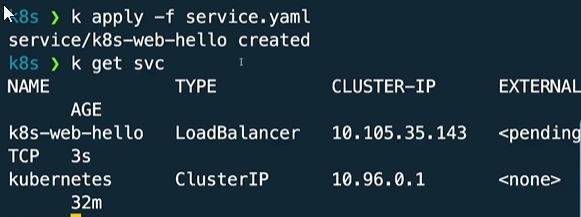 k8s ❯ k apply -f service.yaml
service/k8s-web-hello created
k8s ❯ k get svc
NAME TYPE CLUSTER-IP EXTERNAL
AGE
k8s-web-hello LoadBalancer 10.105.35.143 <pending
TCP 3s
kubernetes ClusterIP 10.96.0.1 <none>
32m